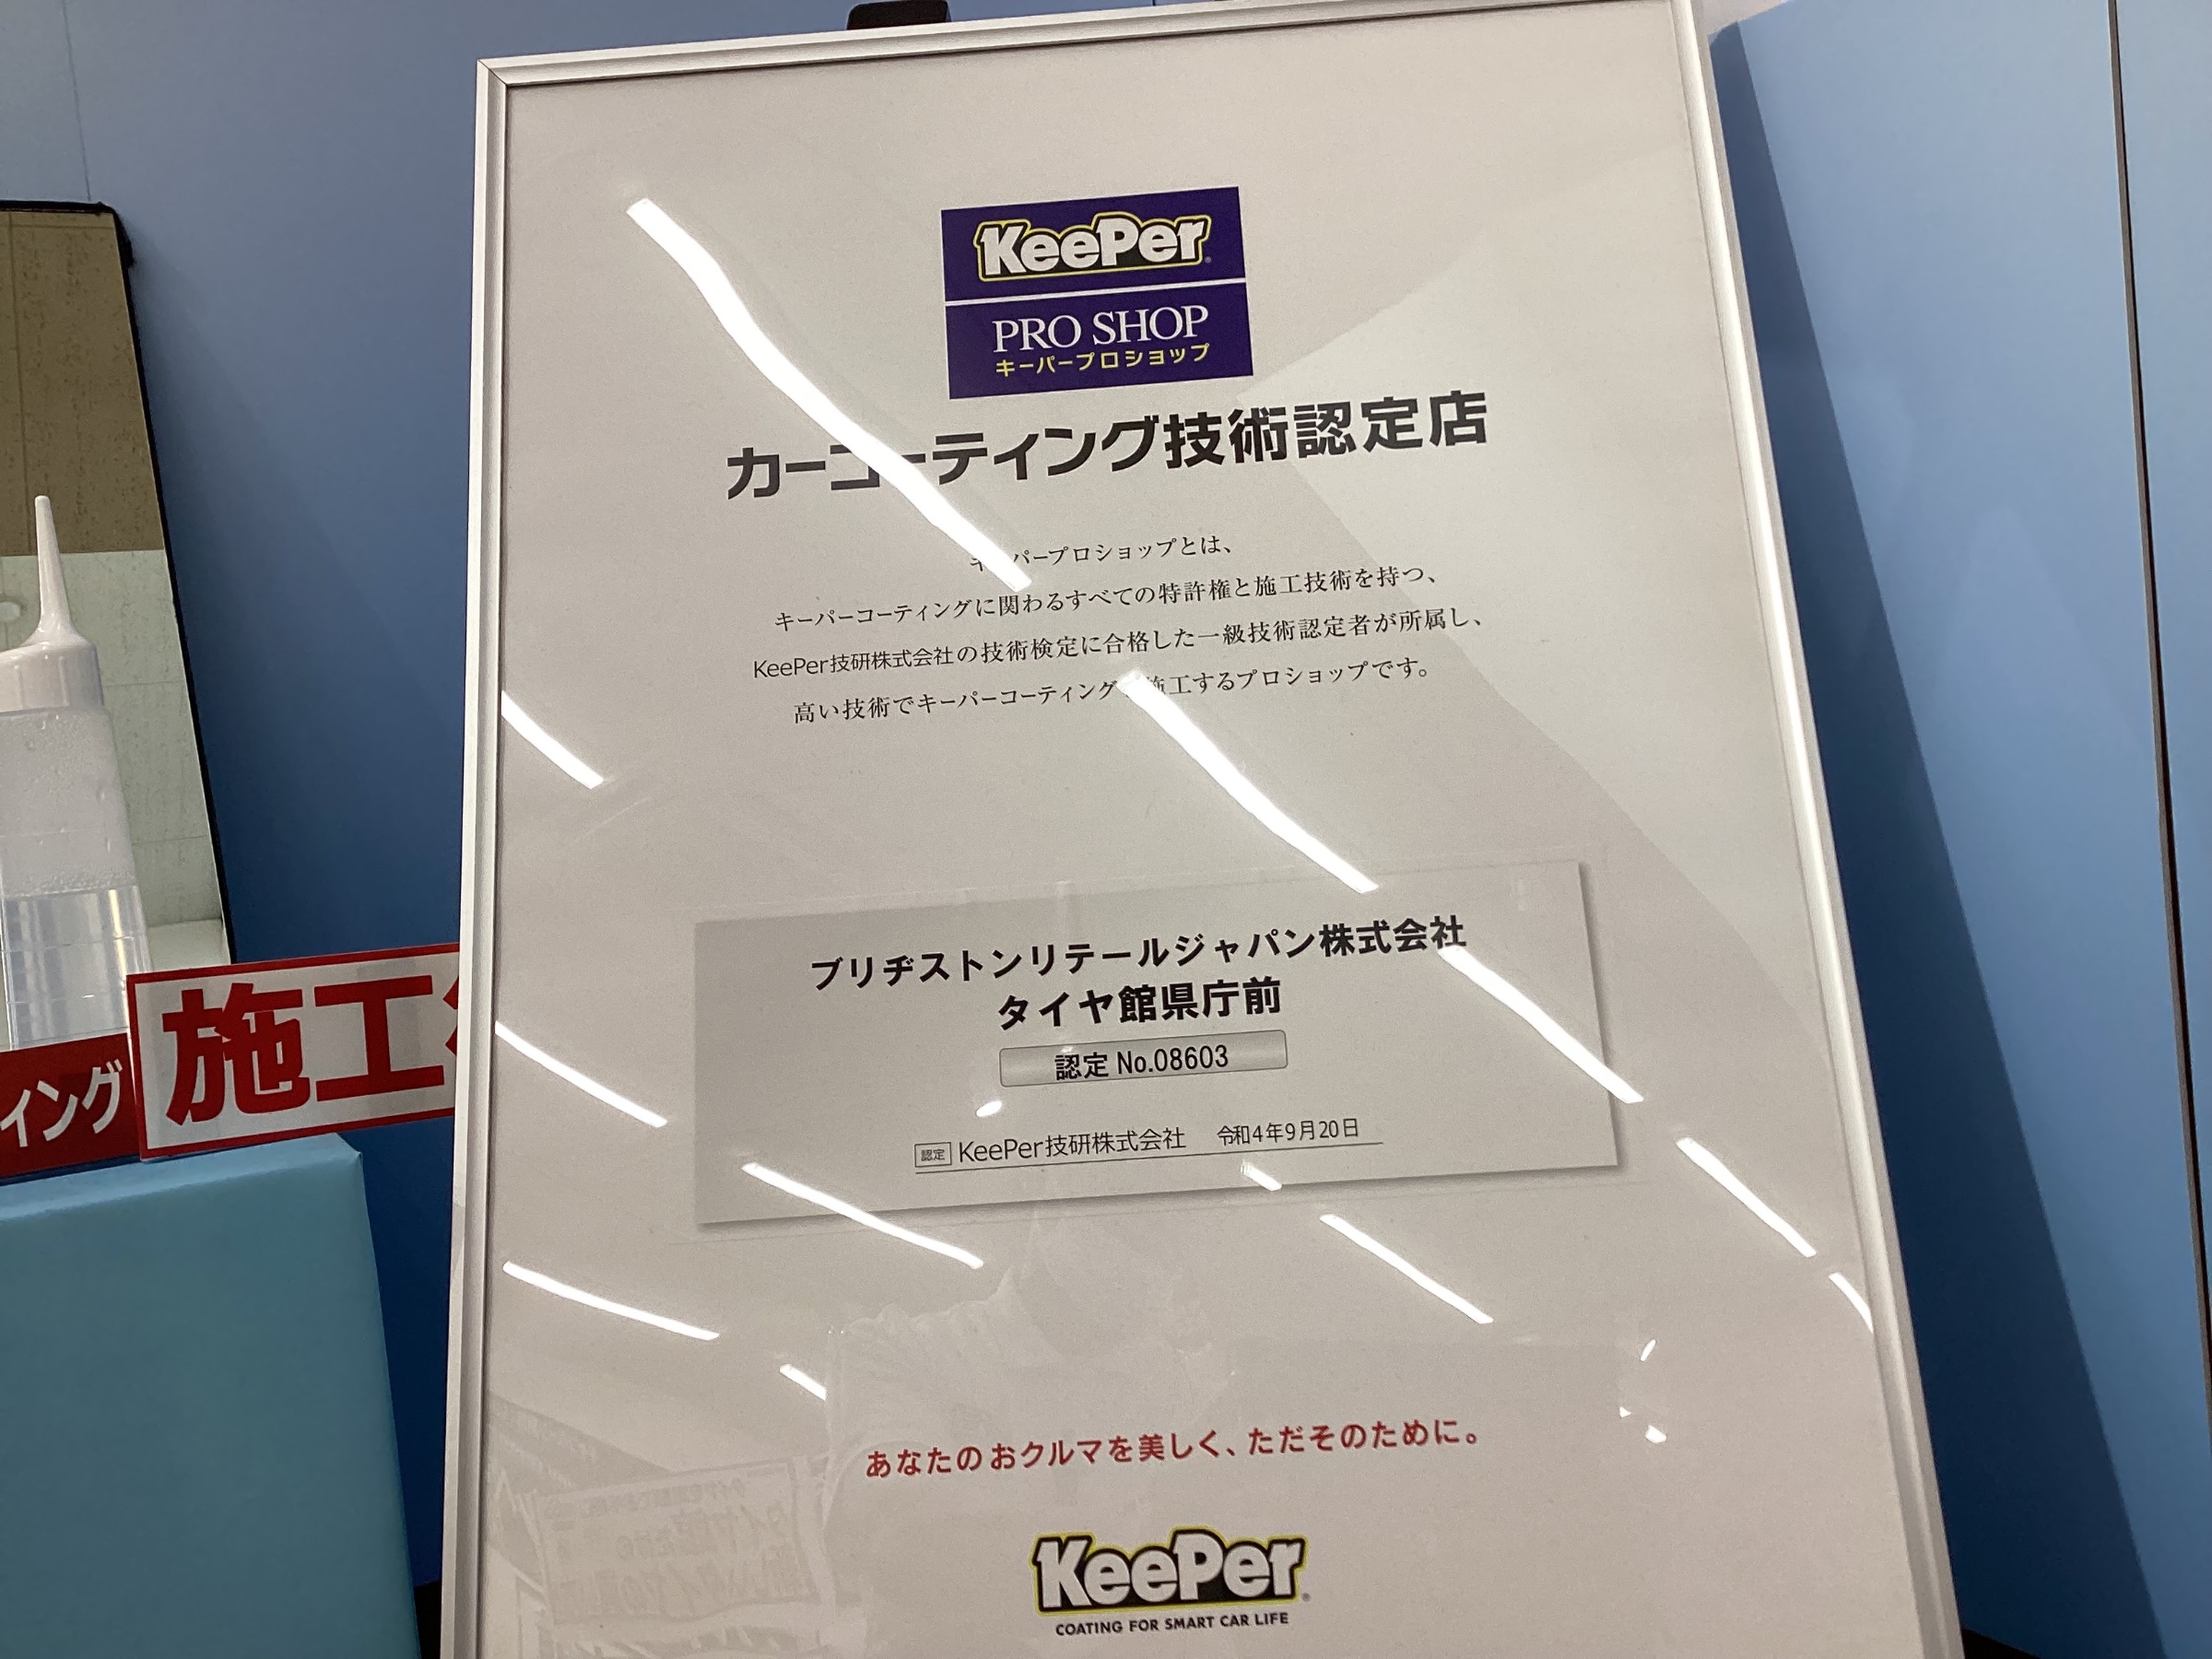 KeePer
PRO SHOP
キーパープロショップ
カーコーティング技術認定店
キーパープロショップとは、
キーパーコーティングに関わるすべての特許権と施工技術を持つ、
KeePer技研株式会社の技術検定に合格した一級技術認定者が所属し、
高い技術でキーパーコーティング 施工するプロショップです。
ブリヂストンリテールジャパン株式会社
タイヤ館県庁前
認定 No.08603
認定 KeePer技研株式会社 令和4年9月20日
イング
施工
あなたのおクルマを美しく、ただそのために。
KeePer
COATING FOR SMART CAR LIFE